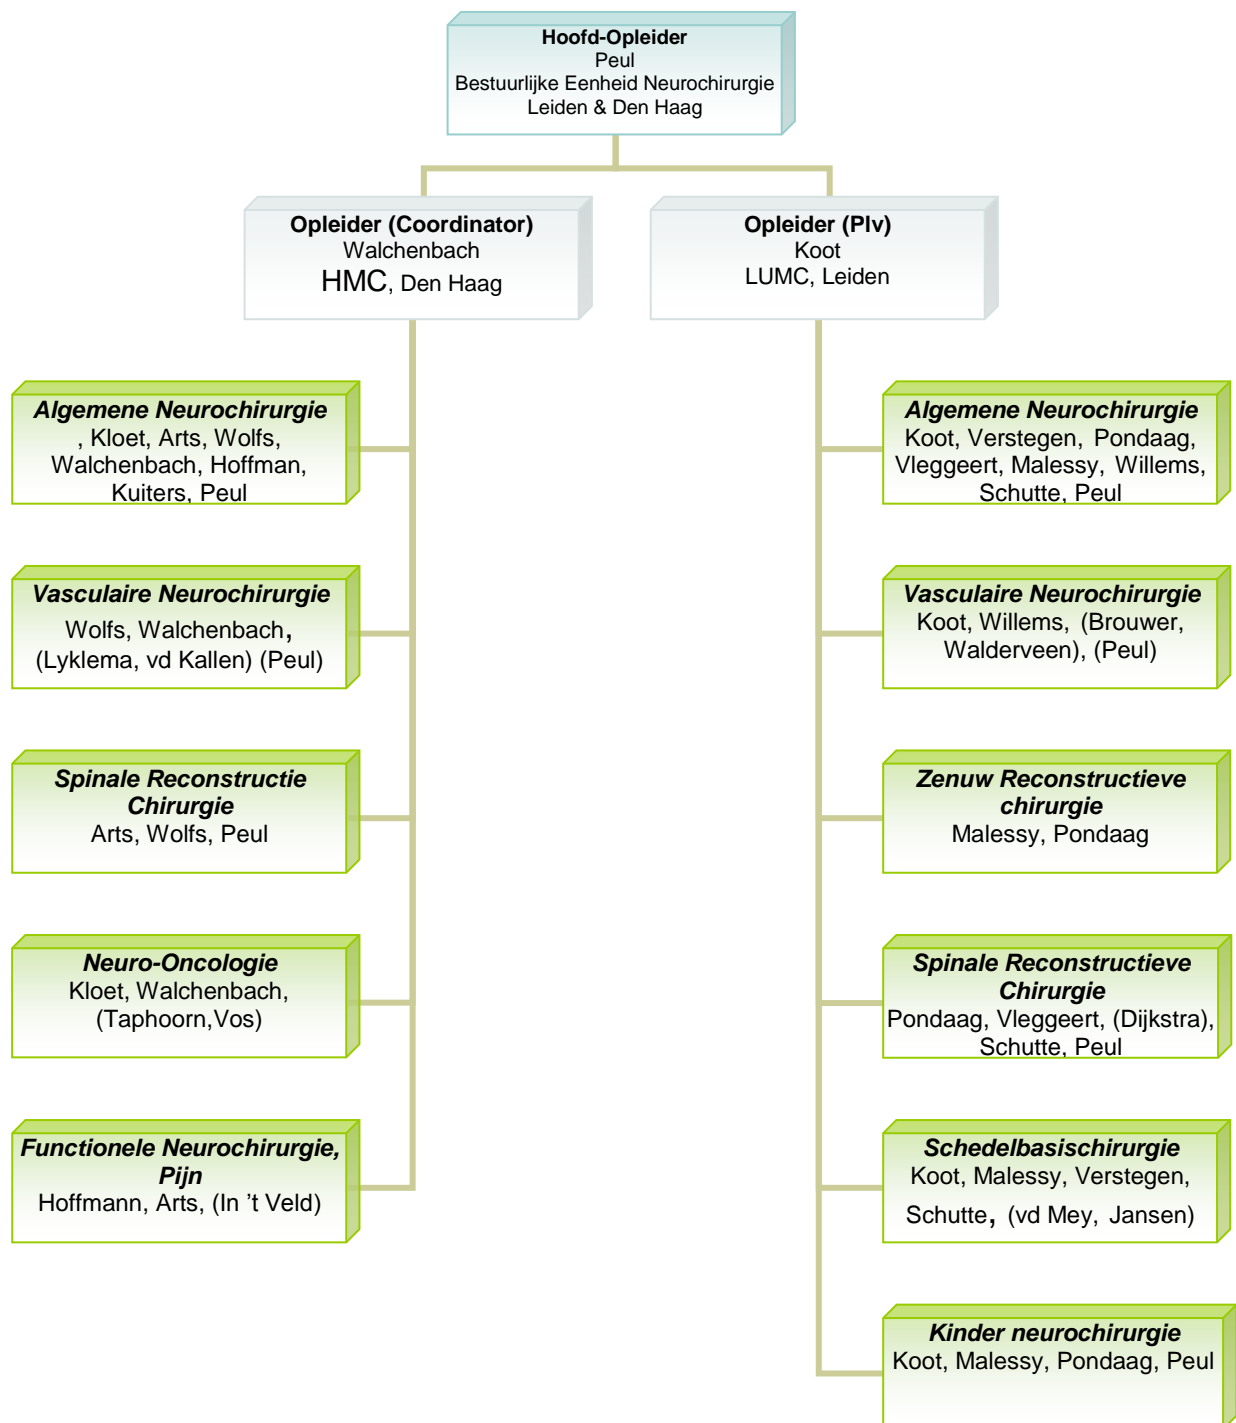 Hoofd-Opleider
Peul
Bestuurlijke Eenheid Neurochirurgie
Leiden & Den Haag
Opleider (Coordinator)
Walchenbach
HMC, Den Haag
Opleider (Plv)
Koot
LUMC, Leiden
Algemene Neurochirurgie
, Kloet, Arts, Wolfs,
Walchenbach, Hoffman,
Kuiters, Peul
Vasculaire Neurochirurgie
Wolfs, Walchenbach,
(Lyklema, vd Kallen) (Peul)
Spinale Reconstructie
Chirurgie
Arts, Wolfs, Peul
Neuro-Oncologie
Kloet, Walchenbach,
(Taphoorn,Vos)
Functionele Neurochirurgie,
Pijn
Hoffmann, Arts, (In ’t Veld)
Algemene Neurochirurgie
Koot, Verstegen, Pondaag,
Vleggeert, Malessy, Willems,
Schutte, Peul
Vasculaire Neurochirurgie
Koot, Willems, (Brouwer,
Walderveen), (Peul)
Zenuw Reconstructieve
chirurgie
Malessy, Pondaag
Spinale Reconstructieve
Chirurgie
Pondaag, Vleggeert, (Dijkstra),
Schutte, Peul
Schedelbasischirurgie
Koot, Malessy, Verstegen,
Schutte, (vd Mey, Jansen)
Kinder neurochirurgie
Koot, Malessy, Pondaag, Peul